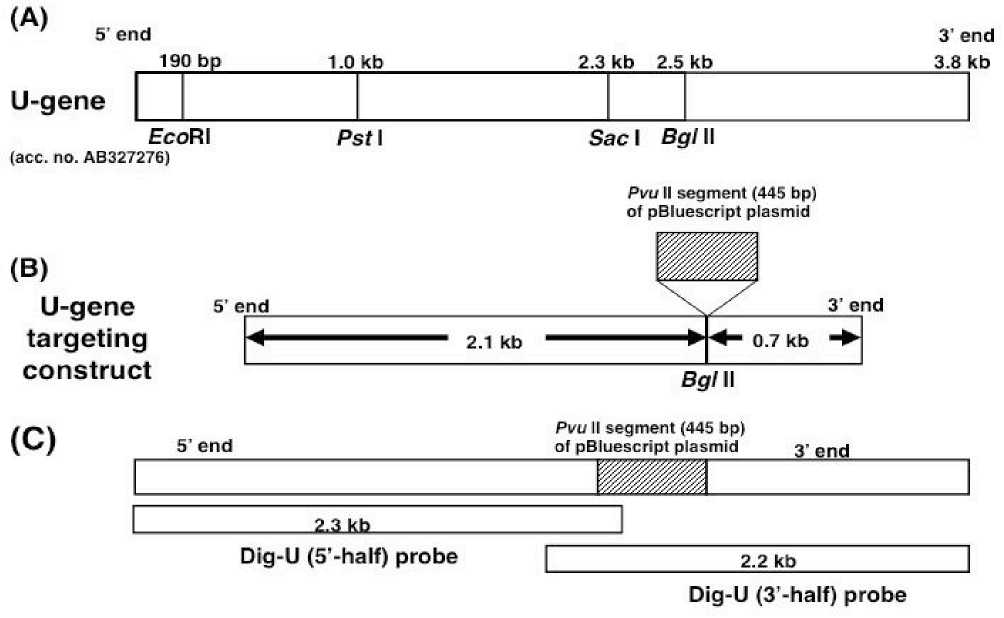 (A)
5' end 3' end
190 bp 1.0 kb 2.3 kb 2.5 kb 3.8 kb
U-gene
EcoRI Pst I Sac I Bgl II
(acc. no. AB327276)
Pvu II segment (445 bp)
of pBluescript plasmid
(B)
U-gene
targeting
construct
5' end 3' end
2.1 kb 0.7 kb
Bgl II
(C)
Pvu II segment (445 bp)
of pBluescript plasmid
5' end 3' end
2.3 kb
Dig-U (5'-half) probe
2.2 kb
Dig-U (3'-half) probe